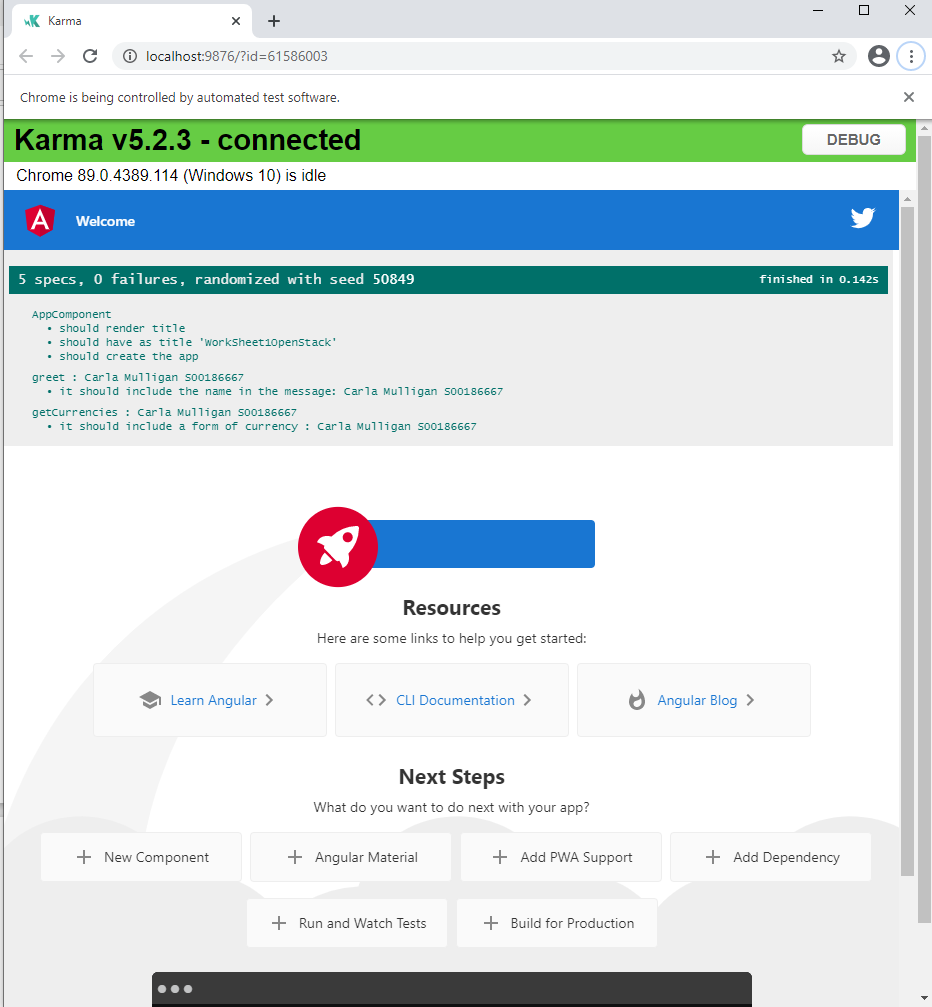 Karma
localhost:9876/?id=61586003
Chrome is being controlled by automated test software.
Karma v5.2.3 - connected
DEBUG
Chrome 89.0.4389.114 (Windows 10) is idle
Welcome
5 specs, 0 failures, randomized with seed 50849
finished in 0.142s
AppComponent
• should render title
• should have as title 'WorkSheet1OpenStack'
• should create the app
greet : Carla Mulligan S00186667
• it should include the name in the message: Carla Mulligan S00186667
getCurrencies : Carla Mulligan S00186667
• it should include a form of currency : Carla Mulligan S00186667
Resources
Here are some links to help you get started:
Learn Angular
CLI Documentation
Angular Blog
Next Steps
What do you want to do next with your app?
New Component
Angular Material
Add PWA Support
Add Dependency
Run and Watch Tests
Build for Production